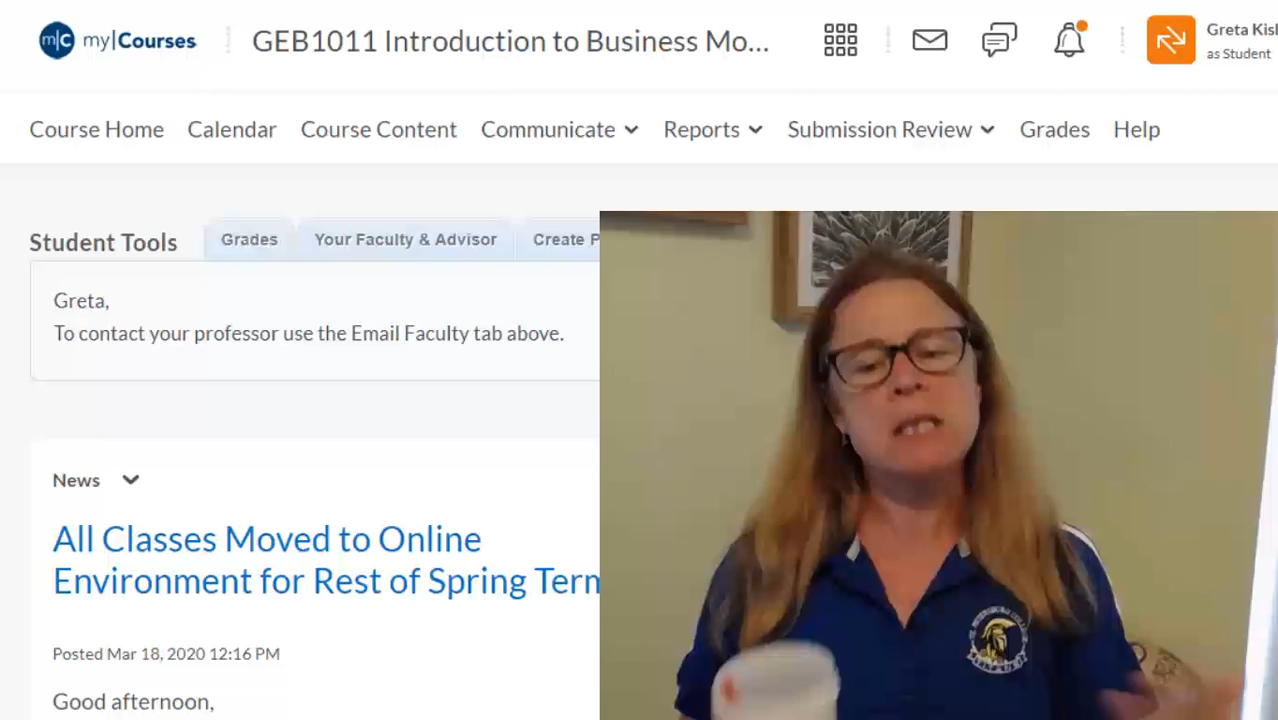 m|c my|Courses
GEB1011 Introduction to Business Mo...
Greta Kisl
as Student
Course Home Calendar Course Content Communicate Reports Submission Review Grades Help
Student Tools Grades Your Faculty & Advisor Create P
Greta,
To contact your professor use the Email Faculty tab above.
News
All Classes Moved to Online
Environment for Rest of Spring Term
Posted Mar 18, 2020 12:16 PM
Good afternoon,